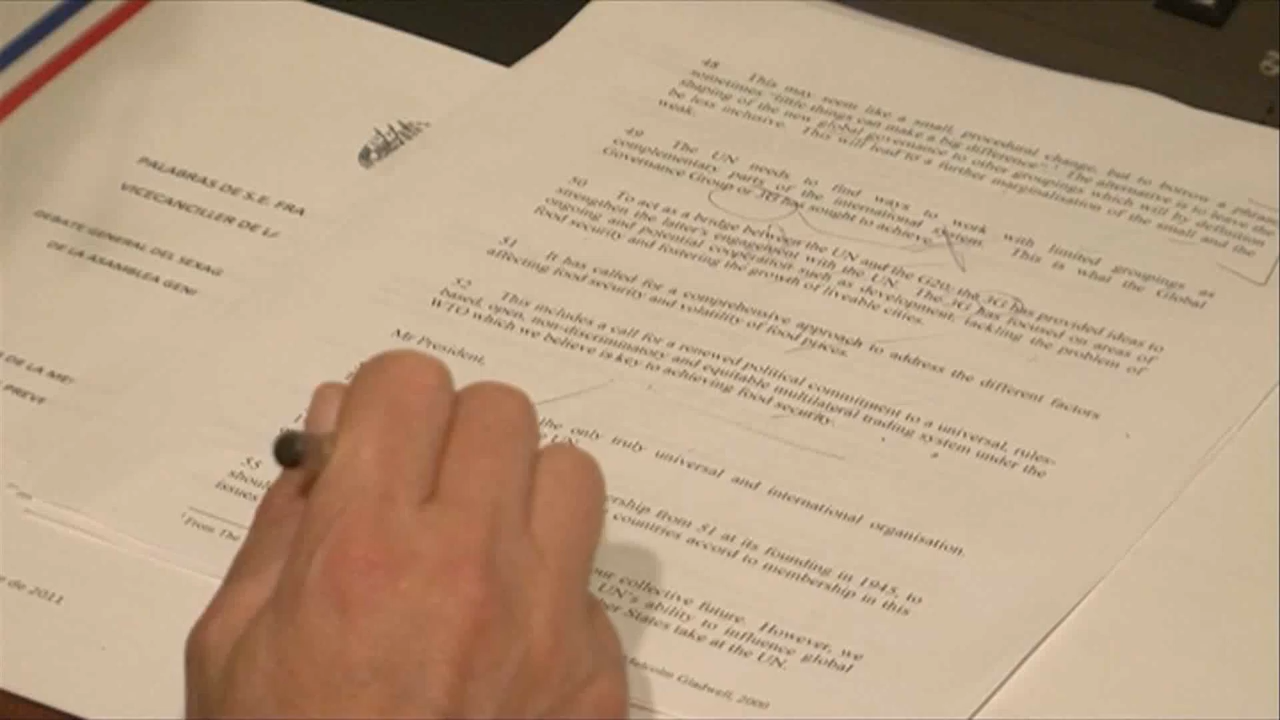 PALABRAS DE S.E. FRA
VICECANCILLER DE LA
DEBATE GENERAL DEL SEXAG
DE LA ASAMBLEA GEN
DE LA ME
PREVI
de 2011
48 This may seem like a small, procedural change, but to borrow a phrase
sometimes "little things can make a big difference".¹ The alternative is to leave the
shaping of the new global governance to other groupings which will by definition
be less inclusive. This will lead to a further marginalisation of the small and the
weak.
49 The UN needs to find ways to work with limited groupings as
complementary parts of the international system. This is what the Global
Governance Group or 3G has sought to achieve.
50 To act as a bridge between the UN and the G20, the 3G has provided ideas to
strengthen the latter's engagement with the UN. The 3G has focused on areas of
ongoing and potential cooperation such as development, tackling the problem of
food security and fostering the growth of liveable cities.
51 It has called for a comprehensive approach to address the different factors
affecting food security and volatility of food prices.
52 This includes a call for a renewed political commitment to a universal, rules-
based, open, non-discriminatory and equitable multilateral trading system under the
WTO which we believe is key to achieving food security.
Mr President,
the only truly universal and international organisation.
the UN
ership from 51 at its founding in 1945, to
countries accord to membership in this
55 our collective future. However, we
shoul UN's ability to influence global
issues er States take at the UN.
¹ From The Malcolm Gladwell, 2000